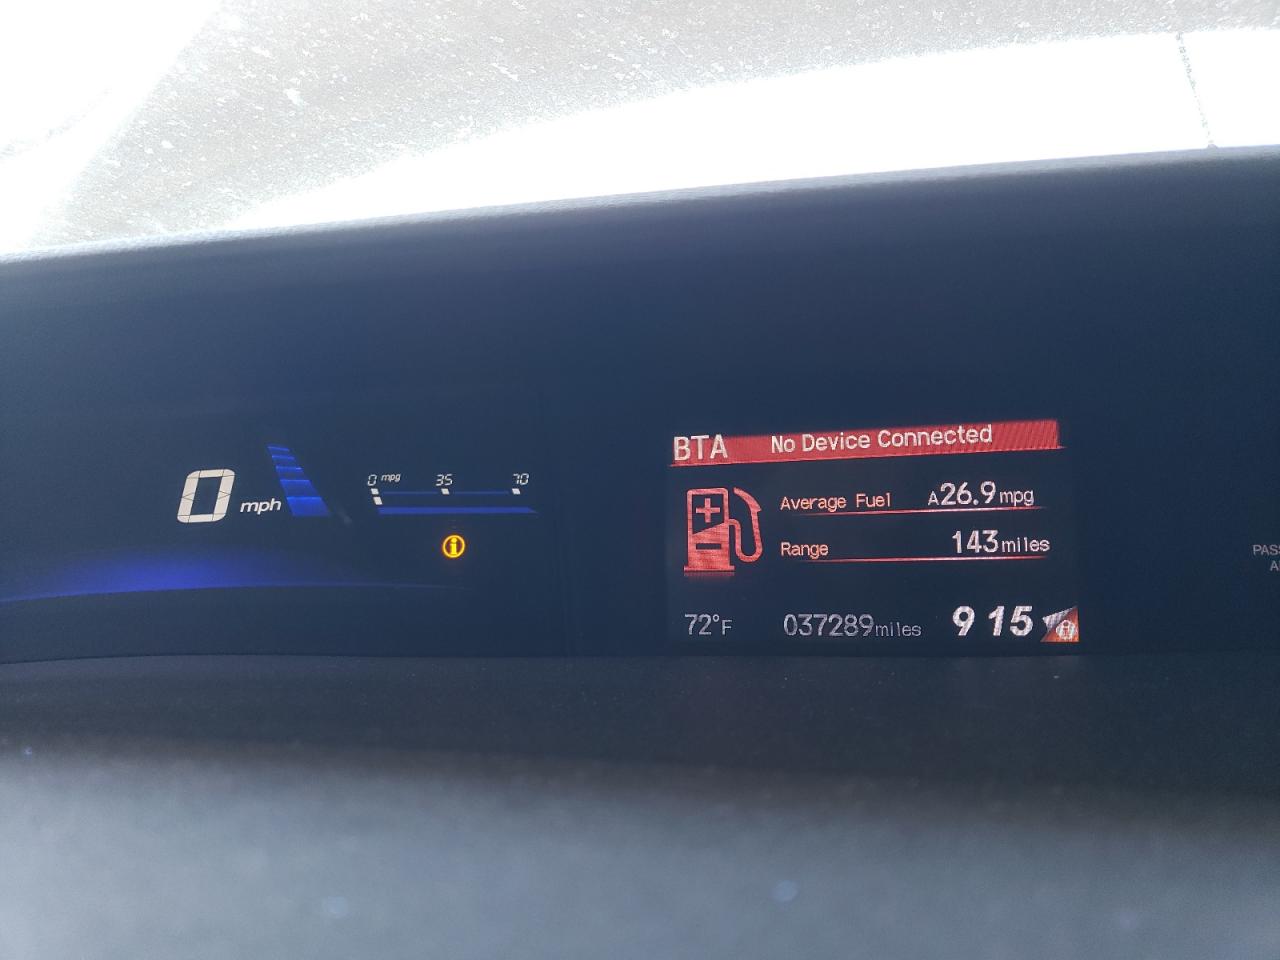 0 mph
0 mpg 35 70
BTA No Device Connected
Average Fuel A26.9mpg
Range 143miles
72°F 037289miles 9 15
PAS
A